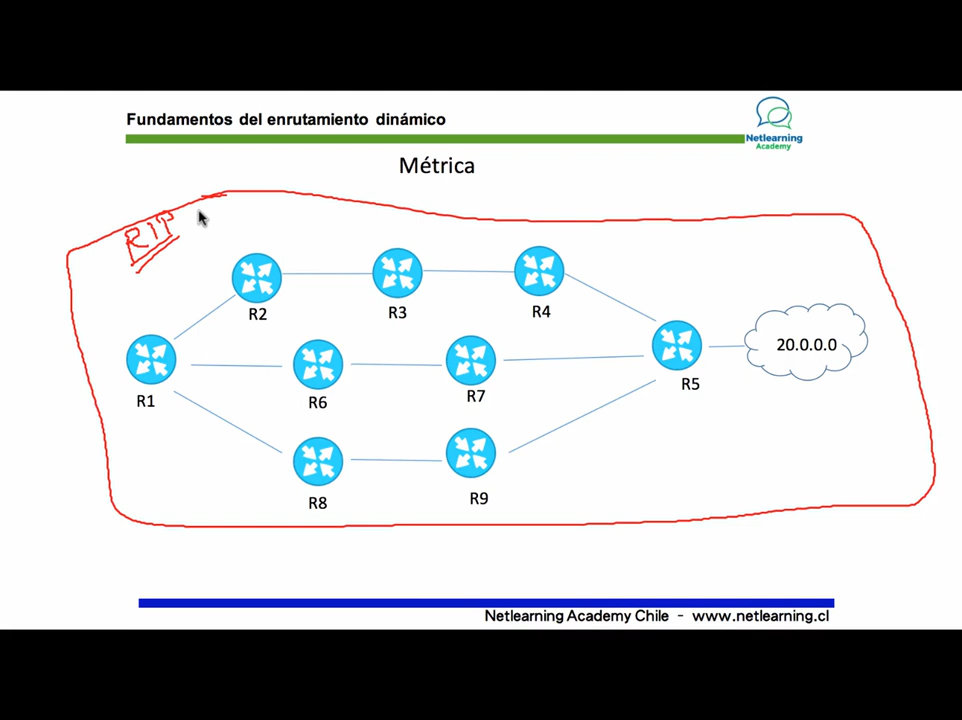 Fundamentos del enrutamiento dinámico
Netlearning
Academy
Métrica
RIP
R2
R3
R4
20.0.0.0
R1
R6
R7
R5
R8
R9
Netlearning Academy Chile - www.netlearning.cl